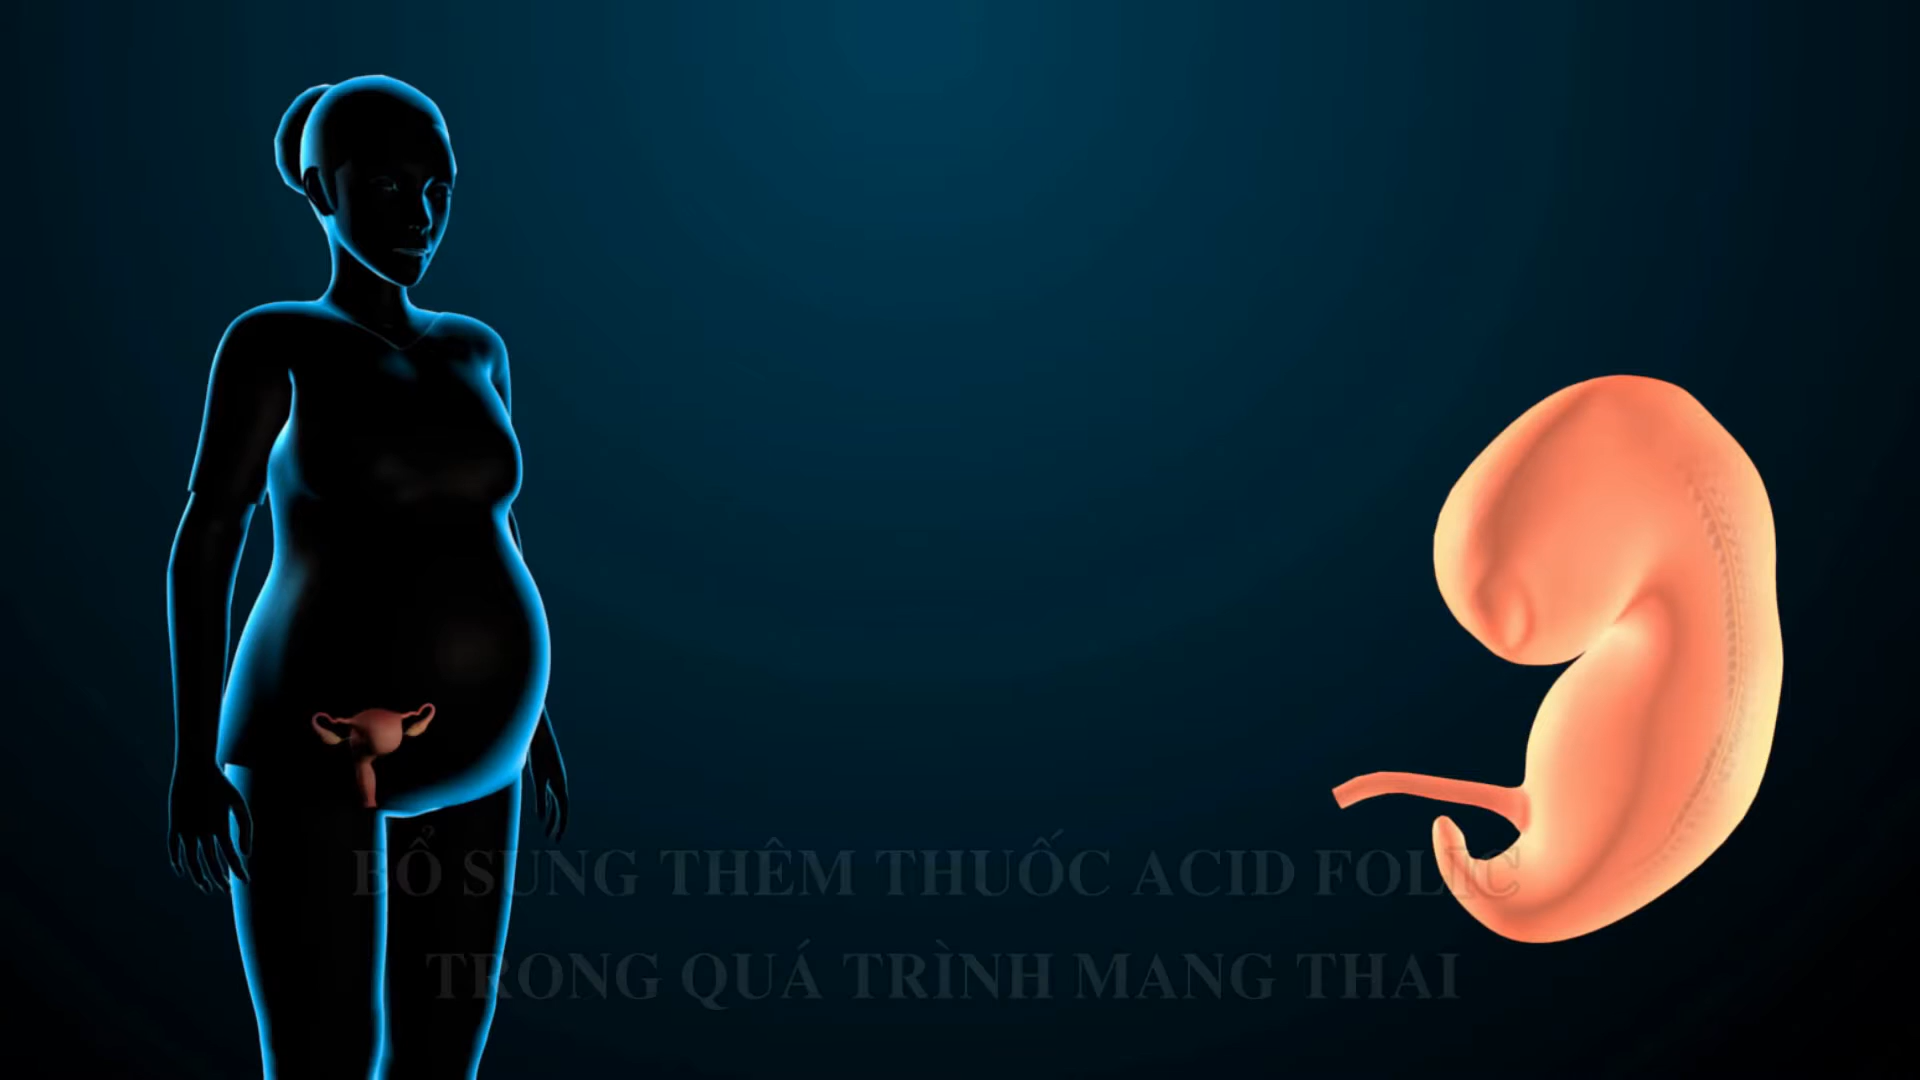 BỔ SUNG THÊM THUỐC ACID FOLIC
TRONG QUÁ TRÌNH MANG THAI